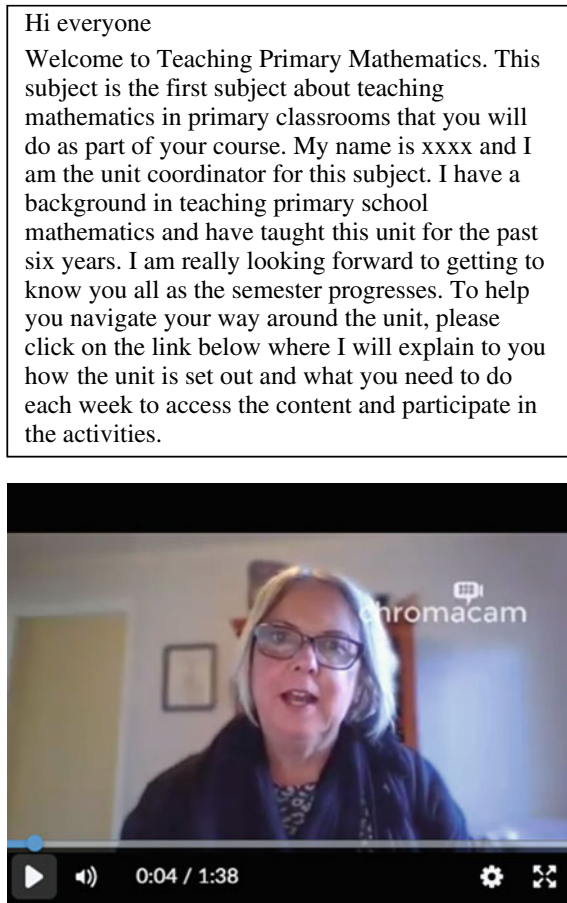 Hi everyone
Welcome to Teaching Primary Mathematics. This
subject is the first subject about teaching
mathematics in primary classrooms that you will
do as part of your course. My name is xxxx and I
am the unit coordinator for this subject. I have a
background in teaching primary school
mathematics and have taught this unit for the past
six years. I am really looking forward to getting to
know you all as the semester progresses. To help
you navigate your way around the unit, please
click on the link below where I will explain to you
how the unit is set out and what you need to do
each week to access the content and participate in
the activities.
chromacam
0:04 / 1:38